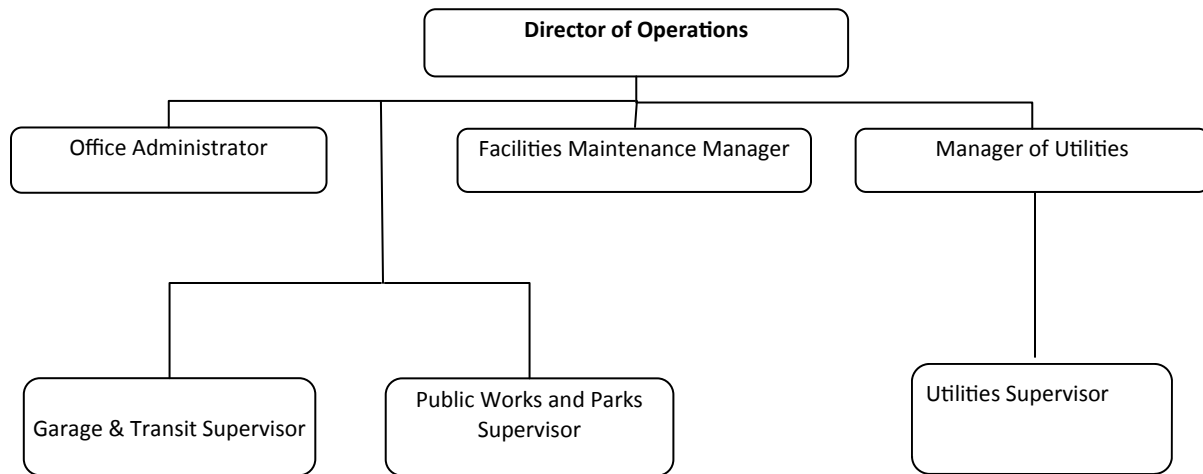 Director of Operations
Office Administrator
Facilities Maintenance Manager
Manager of Utilities
Garage & Transit Supervisor
Public Works and Parks
Supervisor
Utilities Supervisor